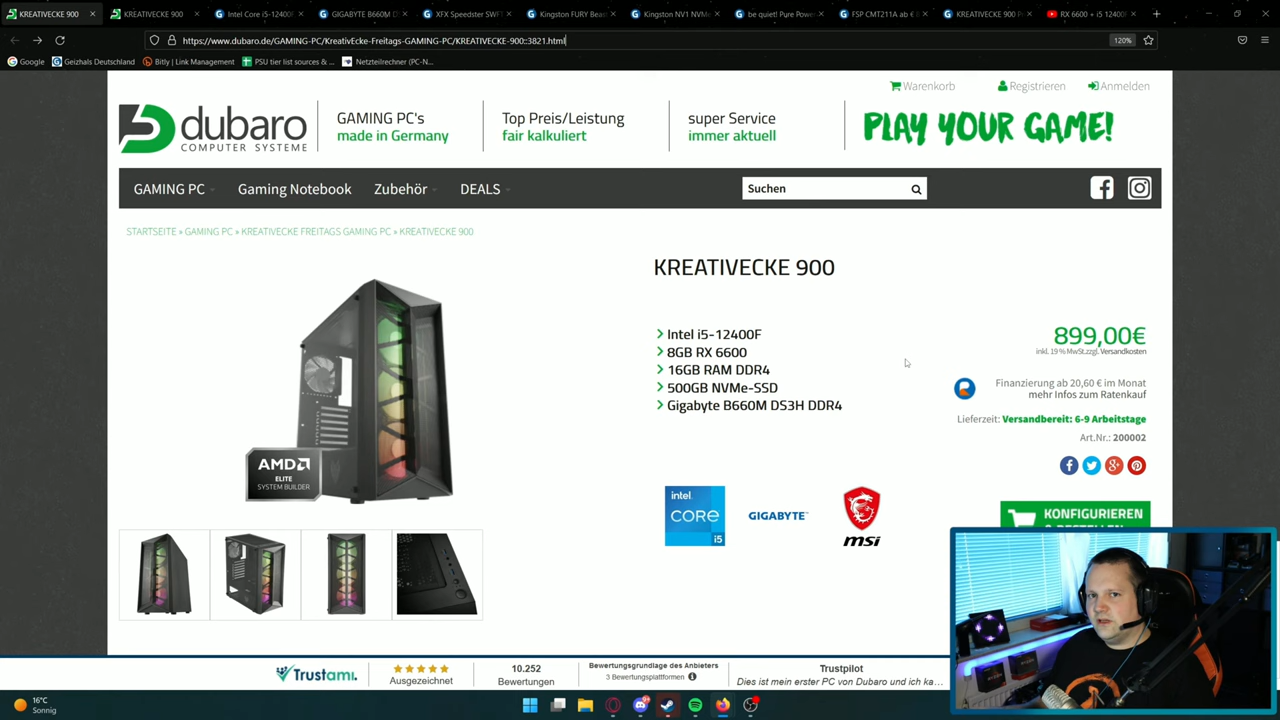 KREATIVECKE 900
KREATIVECKE 900
Intel Core i5-12400F
GIGABYTE B660M D
XFX Speedster SWFT
Kingston FURY Beas
Kingston NV1 NVMe
be quiet! Pure Power
FSP CMT211A ab €
KREATIVECKE 900
RX 6600 + i5 12400F
https://www.dubaro.de/GAMING-PC/KreativEcke-Freitags-GAMING-PC/KREATIVECKE-900::3821.html
120%
Google
Geizhals Deutschland
Bitly | Link Management
PSU tier list sources & ...
Netzteilrechner (PC-N...
Warenkorb
Registrieren
Anmelden
dubaro
COMPUTER SYSTEME
GAMING PC's
made in Germany
Top Preis/Leistung
fair kalkuliert
super Service
immer aktuell
PLAY YOUR GAME!
GAMING PC
Gaming Notebook
Zubehör
DEALS
Suchen
STARTSEITE » GAMING PC » KREATIVECKE FREITAGS GAMING PC » KREATIVECKE 900
KREATIVECKE 900
Intel i5-12400F
8GB RX 6600
16GB RAM DDR4
500GB NVMe-SSD
Gigabyte B660M DS3H DDR4
899,00€
inkl. 19 % MwSt.zzgl. Versandkosten
Finanzierung ab 20,60 € im Monat
mehr Infos zum Ratenkauf
Lieferzeit: Versandbereit: 6-9 Arbeitstage
Art.Nr.: 200002
AMD
ELITE
SYSTEM BUILDER
intel.
CORE
i5
GIGABYTE™
msi
KONFIGURIEREN
Trustami.
Ausgezeichnet
10.252
Bewertungen
Bewertungsgrundlage des Anbieters
3 Bewertungsplattformen
Trustpilot
Dies ist mein erster PC von Dubaro und ich ka...
16°C
Sonnig